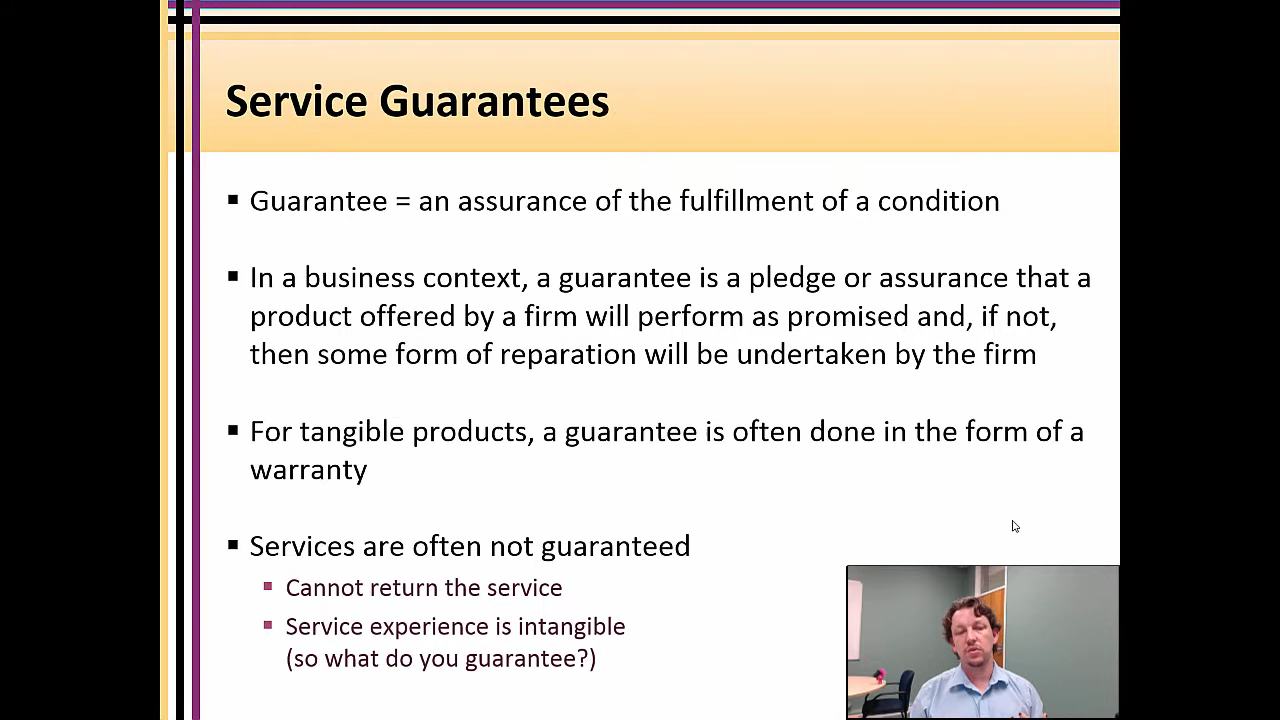 Service Guarantees
▪ Guarantee = an assurance of the fulfillment of a condition
▪ In a business context, a guarantee is a pledge or assurance that a
product offered by a firm will perform as promised and, if not,
then some form of reparation will be undertaken by the firm
▪ For tangible products, a guarantee is often done in the form of a
warranty
▪ Services are often not guaranteed
▪ Cannot return the service
▪ Service experience is intangible
(so what do you guarantee?)